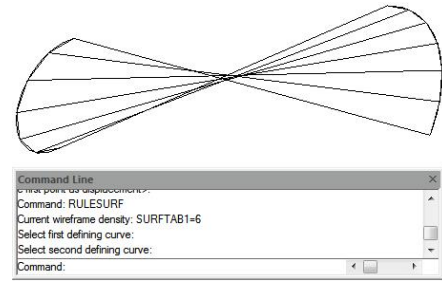 Command Line
Command: RULESURF
Current wireframe density: SURFTAB1=6
Select first defining curve:
Select second defining curve:
Command: